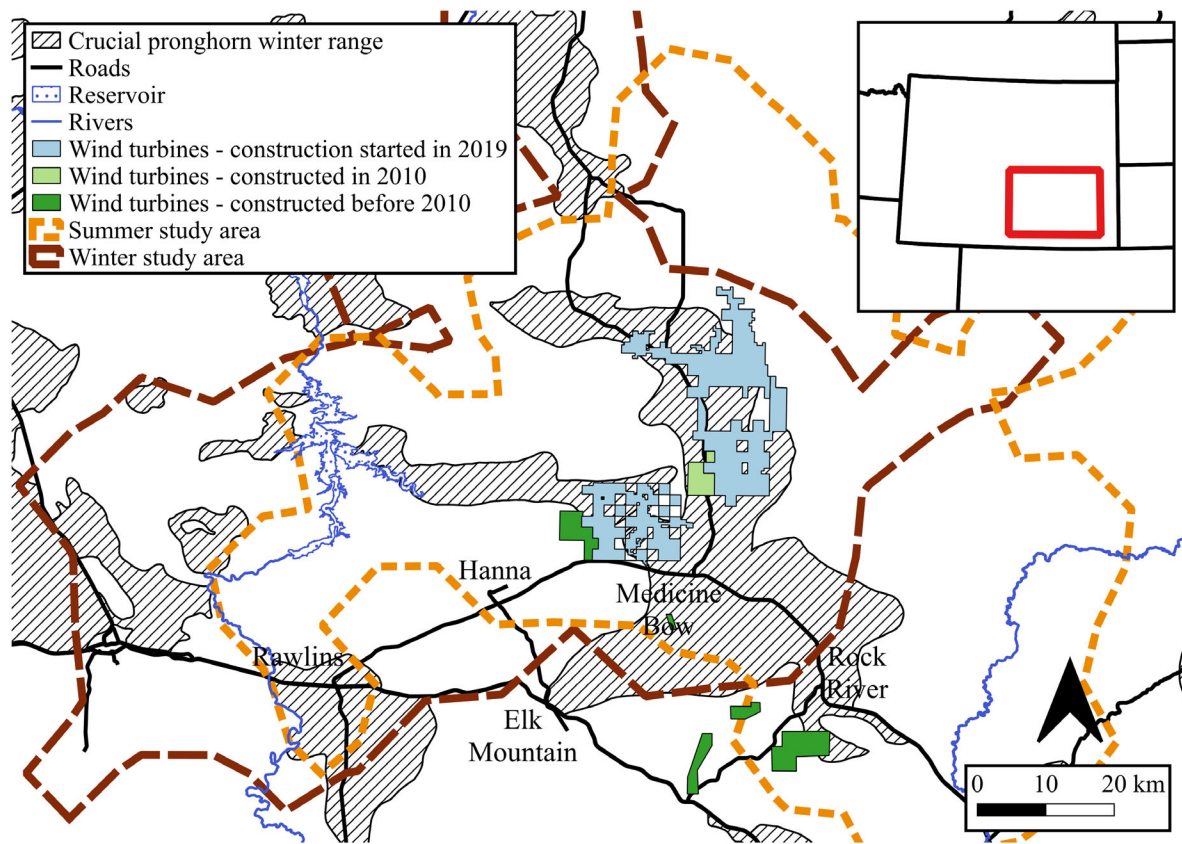 Crucial pronghorn winter range
Roads
Reservoir
Rivers
Wind turbines - construction started in 2019
Wind turbines - constructed in 2010
Wind turbines - constructed before 2010
Summer study area
Winter study area
Hanna
Medicine
Bow
Rawlins
Rock
River
Elk
Mountain
0 10 20 km